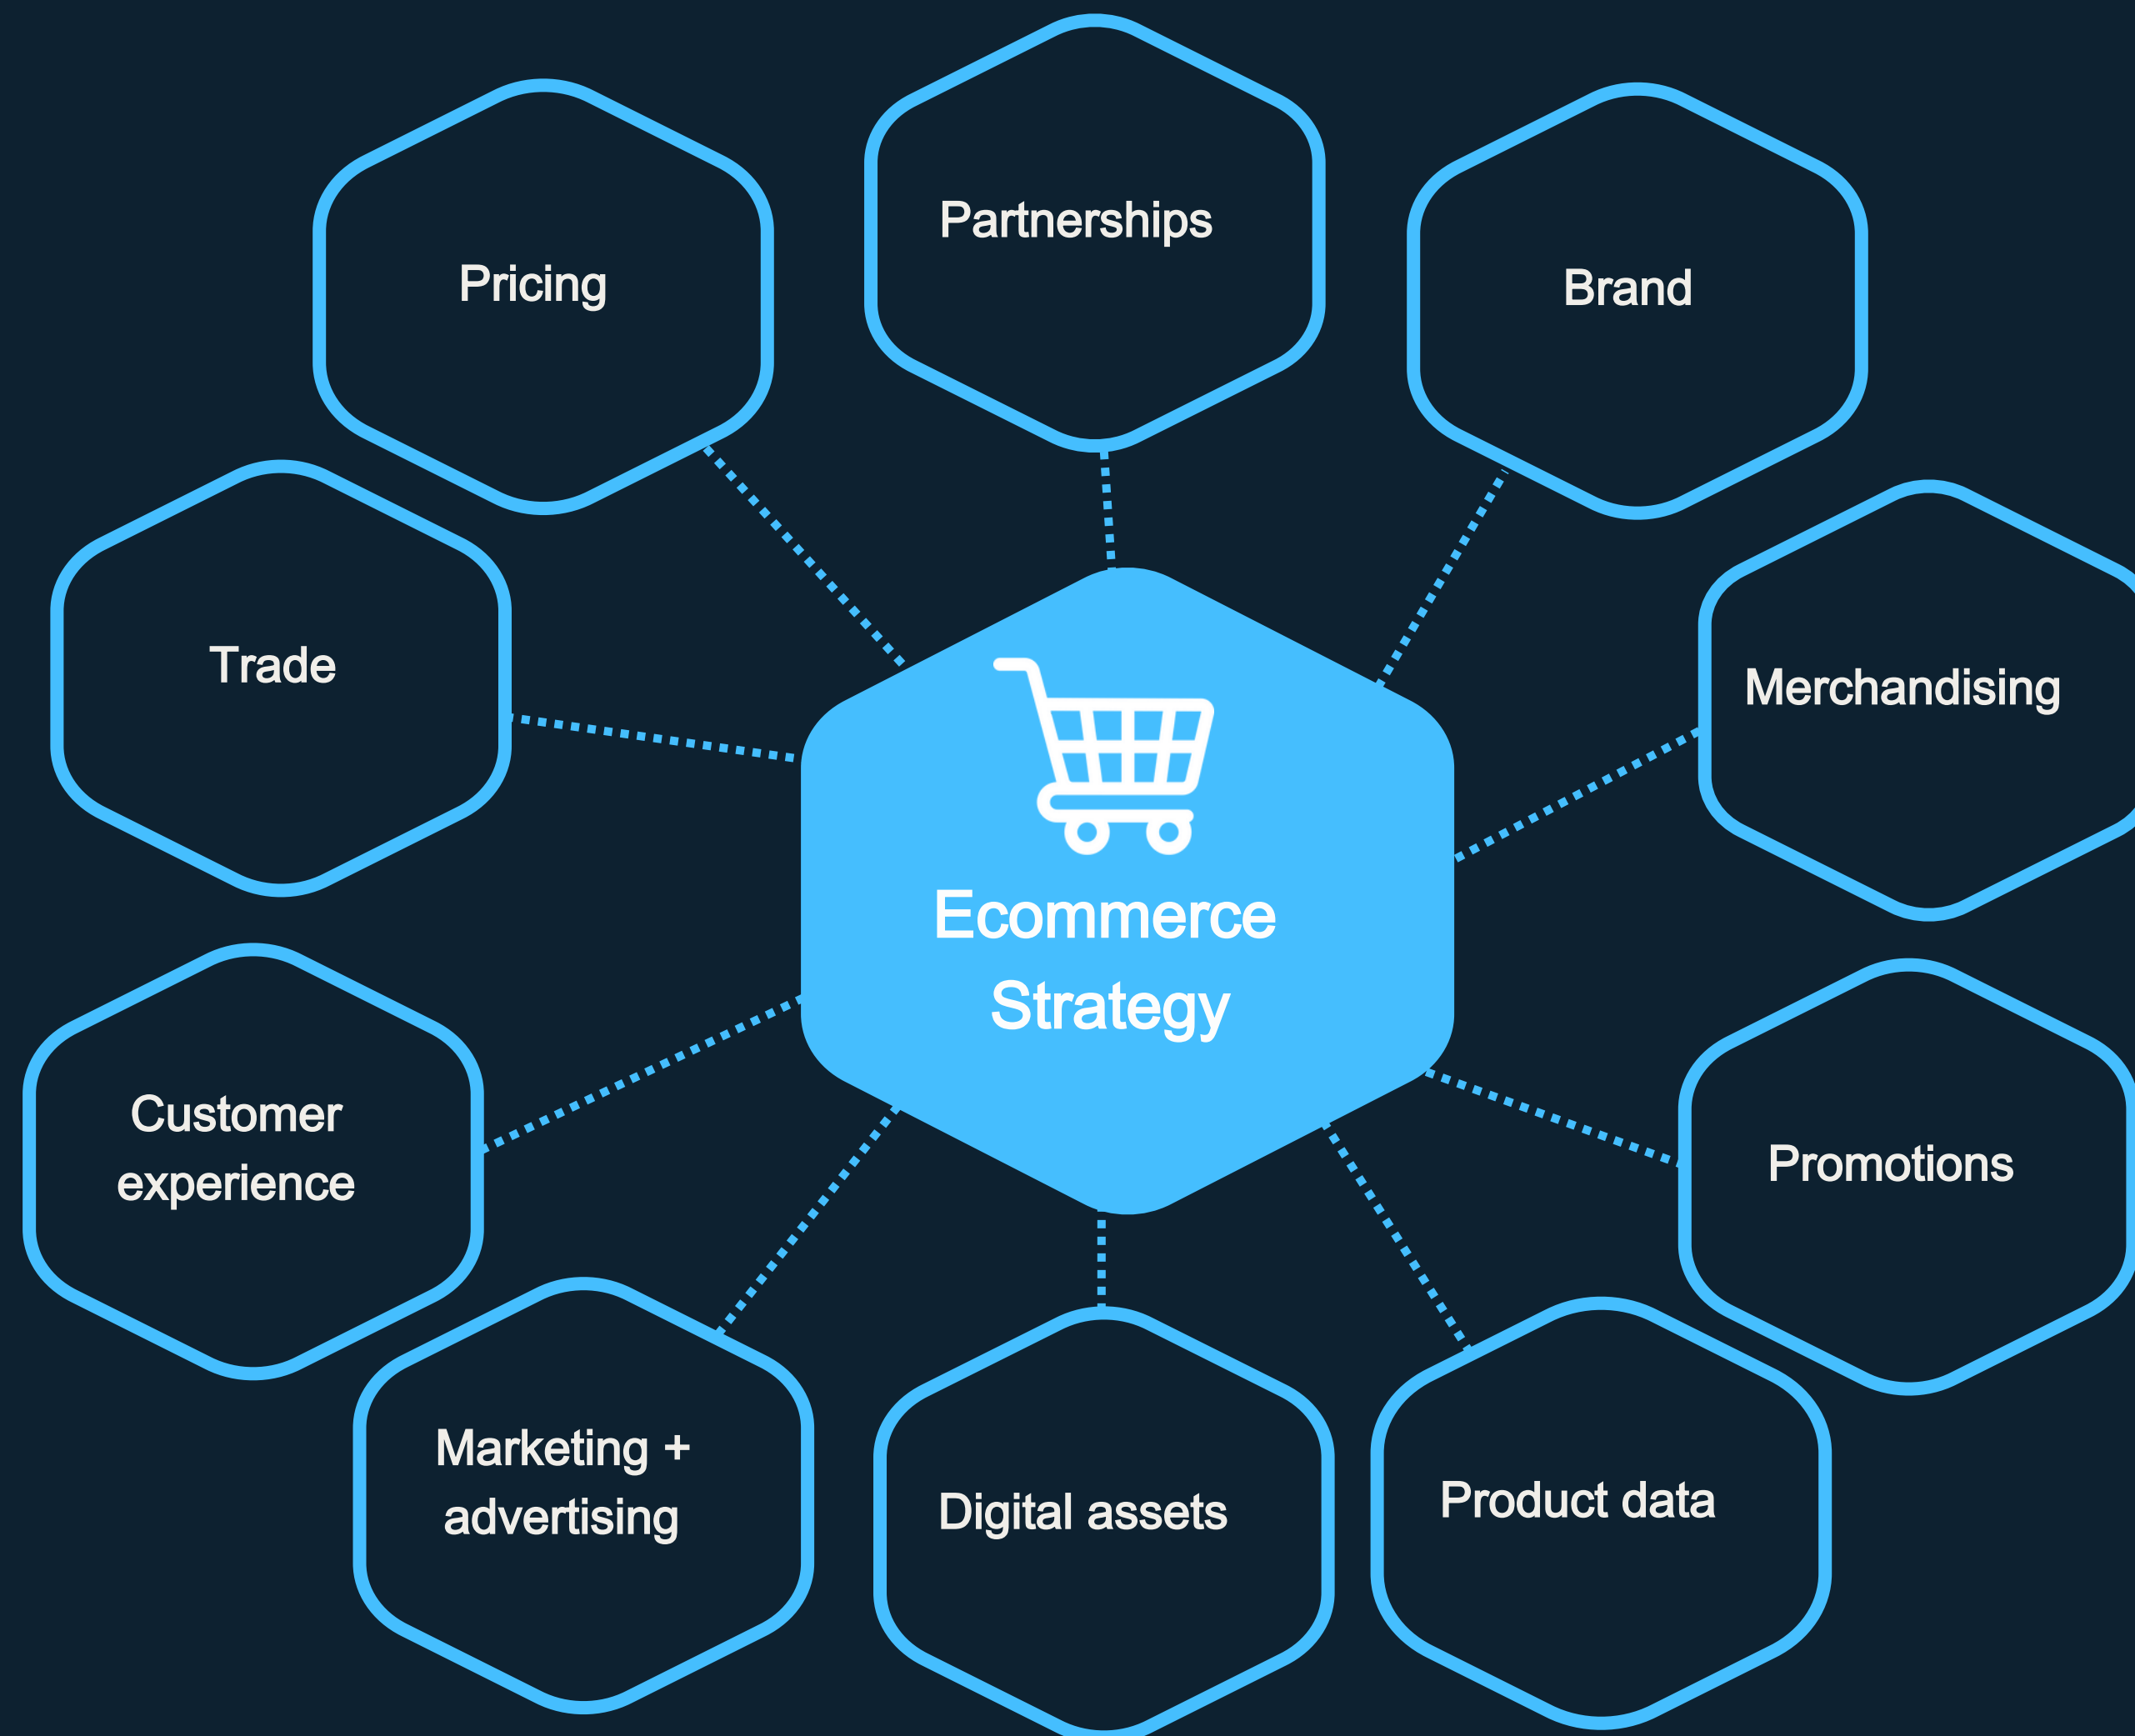 Partnerships
Pricing
Brand
Trade
Merchandising
Ecommerce
Strategy
Customer
experience
Promotions
Marketing +
advertising
Digital assets
Product data